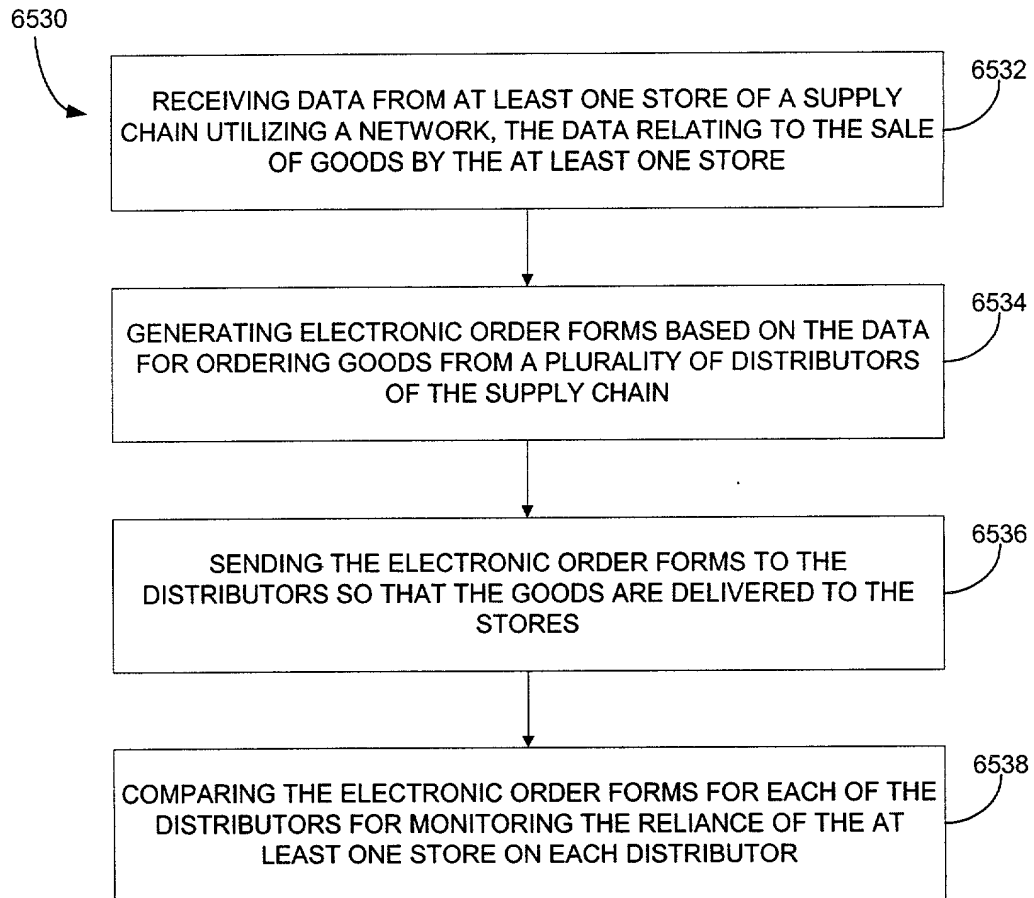 6530
6532
RECEIVING DATA FROM AT LEAST ONE STORE OF A SUPPLY
CHAIN UTILIZING A NETWORK, THE DATA RELATING TO THE SALE
OF GOODS BY THE AT LEAST ONE STORE
6534
GENERATING ELECTRONIC ORDER FORMS BASED ON THE DATA
FOR ORDERING GOODS FROM A PLURALITY OF DISTRIBUTORS
OF THE SUPPLY CHAIN
6536
SENDING THE ELECTRONIC ORDER FORMS TO THE
DISTRIBUTORS SO THAT THE GOODS ARE DELIVERED TO THE
STORES
6538
COMPARING THE ELECTRONIC ORDER FORMS FOR EACH OF THE
DISTRIBUTORS FOR MONITORING THE RELIANCE OF THE AT
LEAST ONE STORE ON EACH DISTRIBUTOR